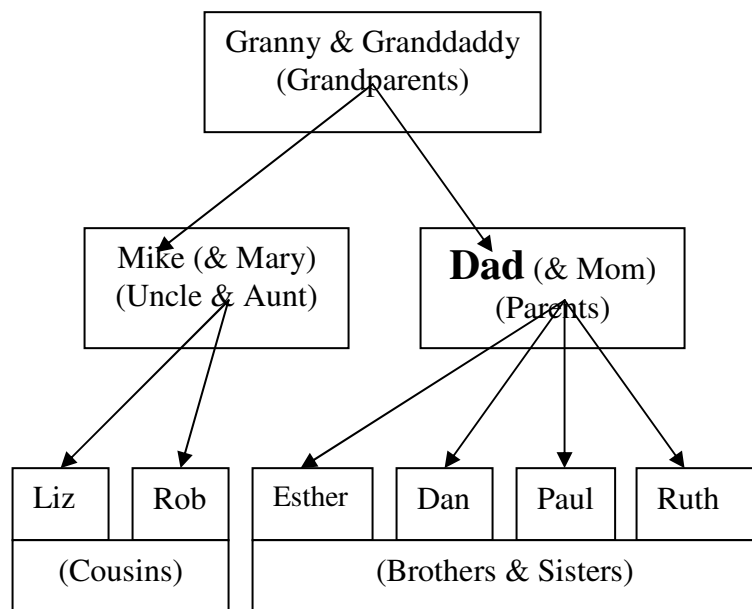 Granny & Granddaddy
(Grandparents)
Mike (& Mary)
(Uncle & Aunt)
Dad (& Mom)
(Parents)
Liz
Rob
Esther
Dan
Paul
Ruth
(Cousins)
(Brothers & Sisters)